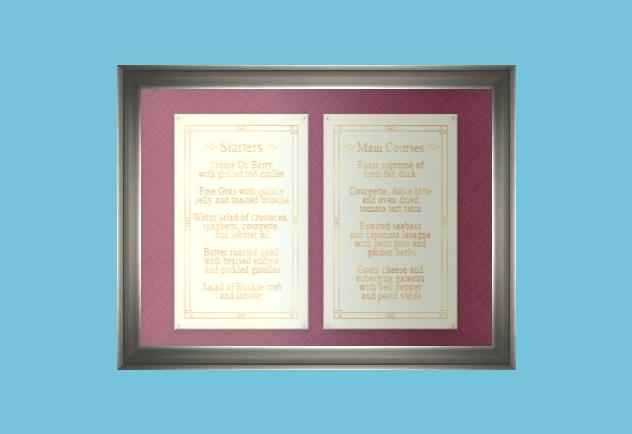 Starters
Creme Du Barry
with grilled red mullet
Foie Gras with quince
jelly and toasted brioche
Warm salad of crustacea,
spaghetti, courgette,
and lobster oil
Butter roasted quail
with braised endive
and pickled girolles
Salad of Buckie crab
and lobster
Main Courses
Roast supreme of
corn fed duck
Courgette, dolce latte
and oven dried
tomato tart tatin
Roasted seabass
and caponata lasagne
with petit pois and
garden herbs
Goats cheese and
aubergine gateaux
with bell pepper
and pesto verde